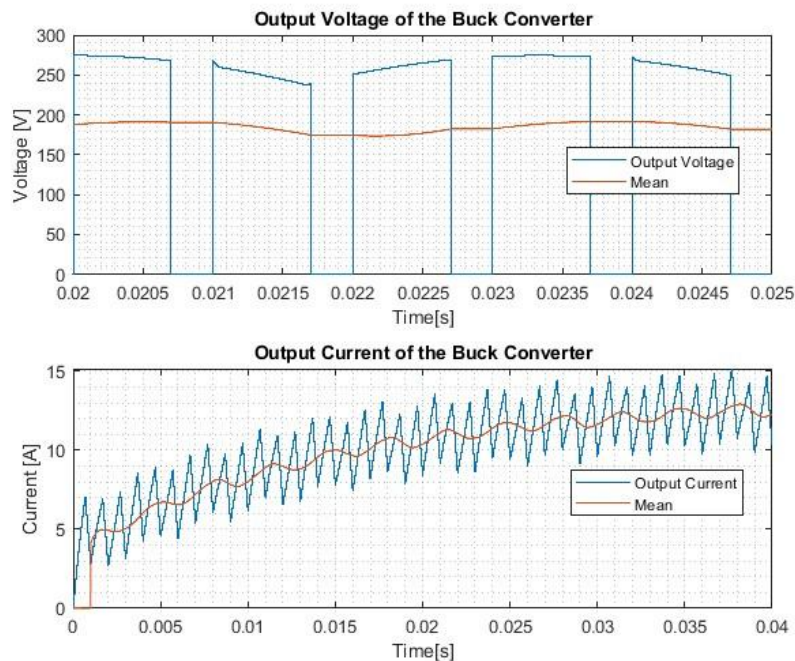 Output Voltage of the Buck Converter
300
250
200
150
100
50
0
Voltage [V]
Output Voltage
Mean
0.02 0.0205 0.021 0.0215 0.022 0.0225 0.023 0.0235 0.024 0.0245 0.025
Time[s]
Output Current of the Buck Converter
15
10
5
0
Current [A]
Output Current
Mean
0 0.005 0.01 0.015 0.02 0.025 0.03 0.035 0.04
Time[s]